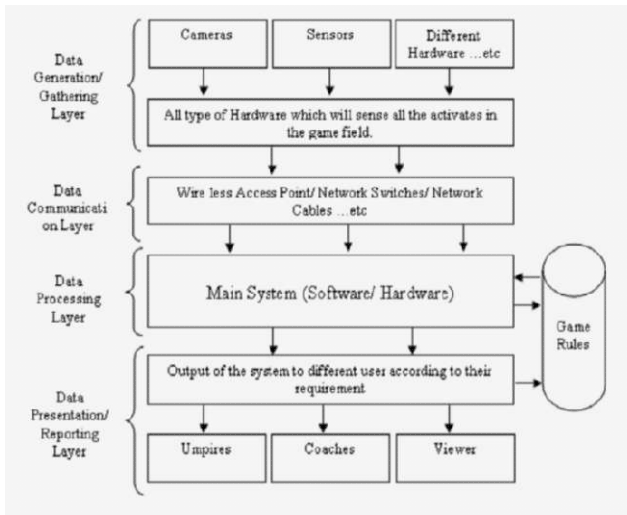 Cameras
Sensors
Different
Hardware ...etc
Data
Generation/
Gathering
Layer
All type of Hardware which will sense all the activates in
the game field.
Data
Communicati
on Layer
Wire less Access Point/ Network Switches/ Network
Cables ...etc
Data
Processing
Layer
Main System (Software/ Hardware)
Game
Rules
Output of the system to different user according to their
requirement
Data
Presentation/
Reporting
Layer
Umpires
Coaches
Viewer